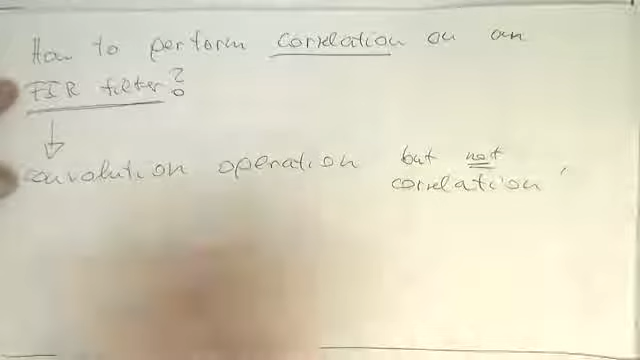 How to perform correlation on an
FIR filter?
convolution operation but not
correlation,